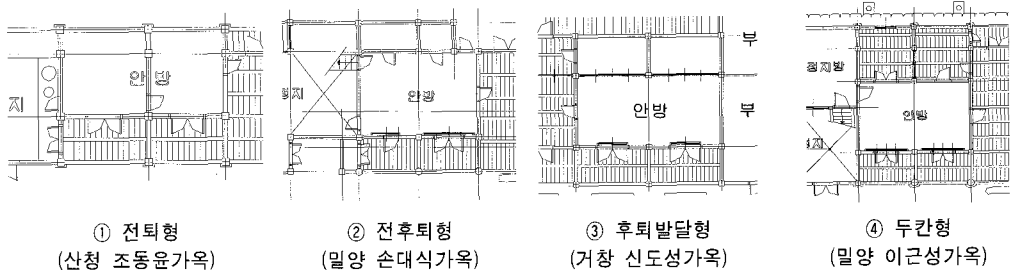 안방
지
안방
정지
안방
부
부
정지방
안방
정지
① 전퇴형
(산청 조동윤가옥)
② 전후퇴형
(밀양 손대식가옥)
③ 후퇴발달형
(거창 신도성가옥)
④ 두칸형
(밀양 이근성가옥)